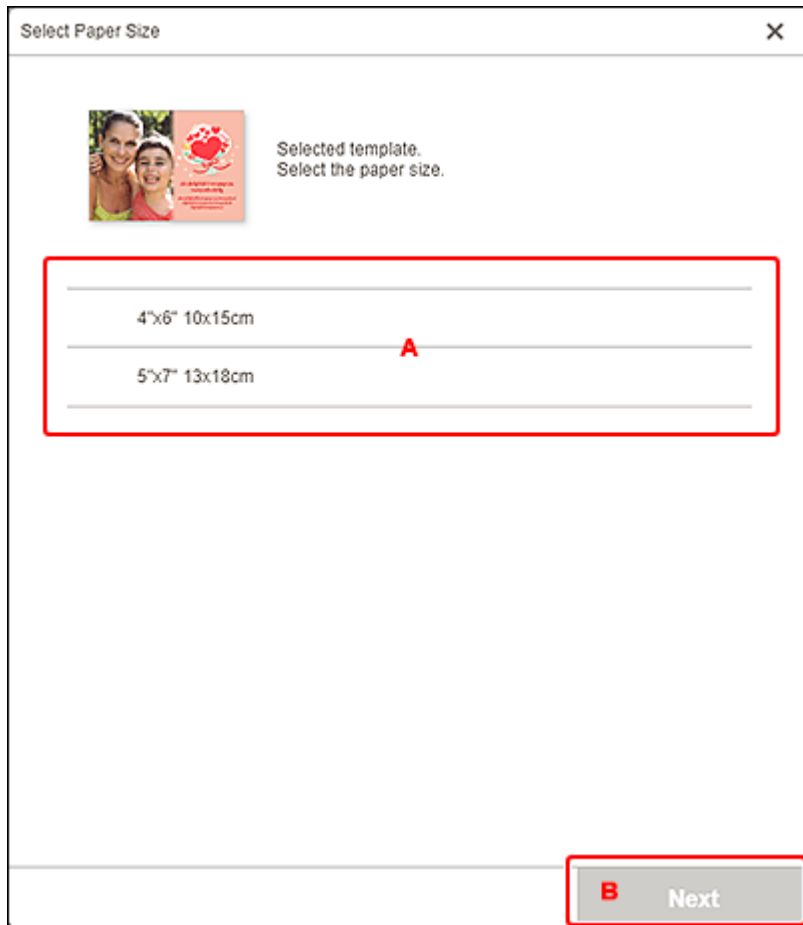 Select Paper Size
Selected template.
Select the paper size.
4"x6" 10x15cm
A
5"x7" 13x18cm
B
Next